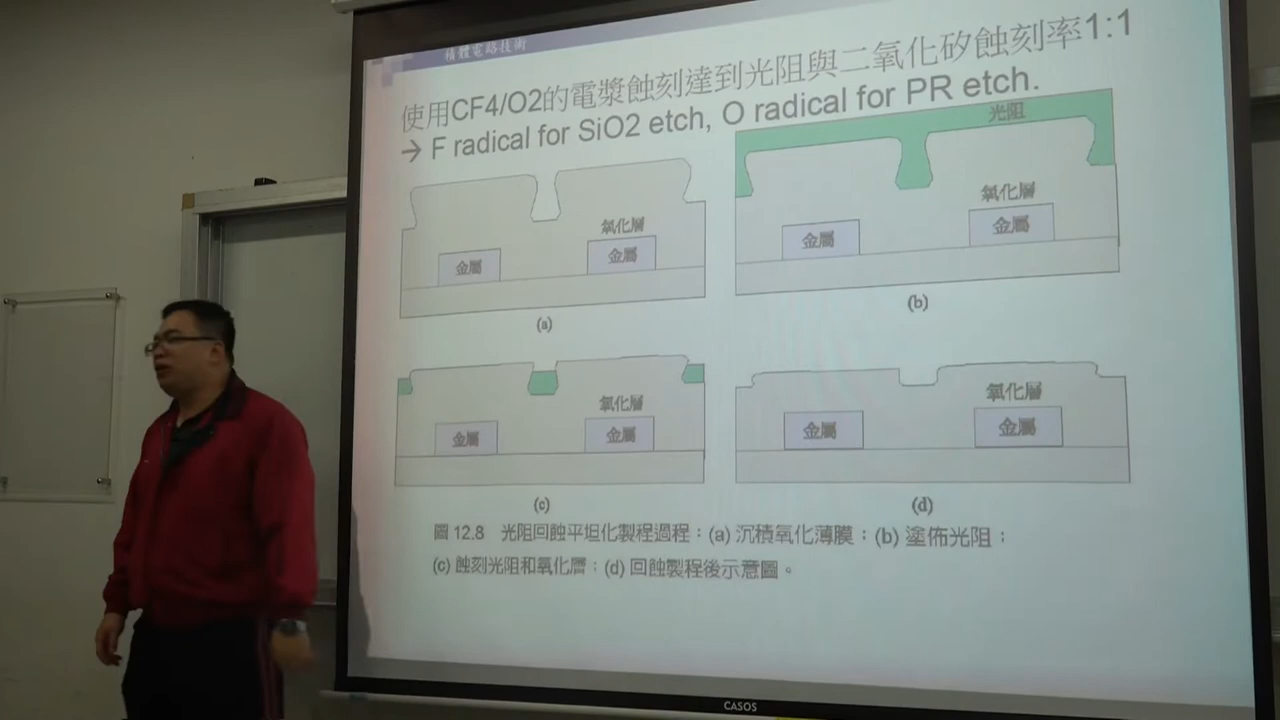 積體電路技術
使用CF4/O2的電漿蝕刻達到光阻與二氧化矽蝕刻率1:1
→ F radical for SiO2 etch, O radical for PR etch.
氧化層
金屬
金屬
(a)
光阻
氧化層
金屬
金屬
(b)
氧化層
金屬
金屬
(c)
氧化層
金屬
金屬
(d)
圖 12.8 光阻回蝕平坦化製程過程：(a) 沉積氧化薄膜；(b) 塗佈光阻；
(c) 蝕刻光阻和氧化層；(d) 回蝕製程後示意圖。
CASOS